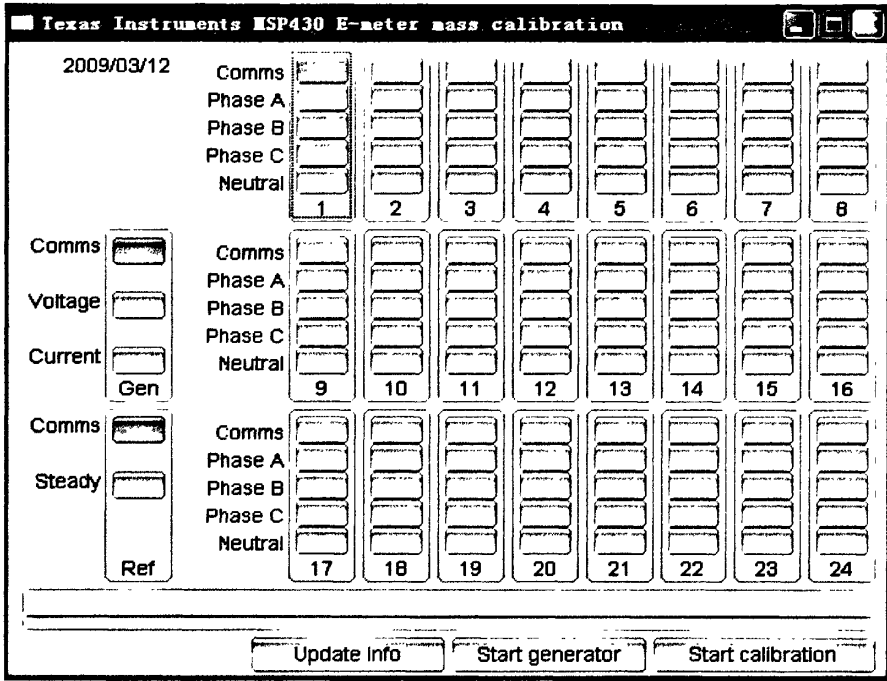 Texas Instruments MSP430 E-meter mass calibration
2009/03/12
Comms
Phase A
Phase B
Phase C
Neutral
1 2 3 4 5 6 7 8
Comms
Voltage
Current
Gen
Comms
Phase A
Phase B
Phase C
Neutral
9 10 11 12 13 14 15 16
Comms
Steady
Ref
Comms
Phase A
Phase B
Phase C
Neutral
17 18 19 20 21 22 23 24
Update info Start generator Start calibration